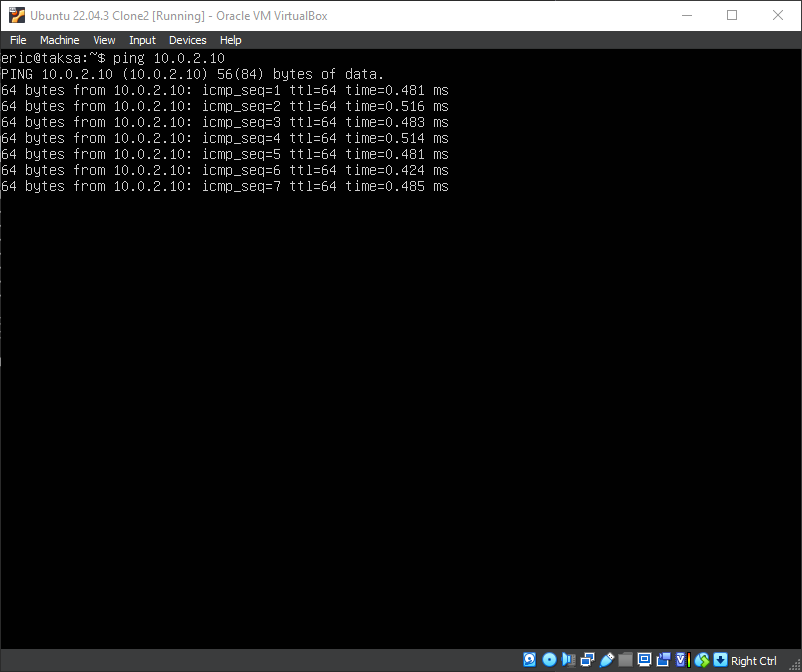 Ubuntu 22.04.3 Clone2 [Running] - Oracle VM VirtualBox
File Machine View Input Devices Help
eric@taksa:~$ ping 10.0.2.10
PING 10.0.2.10 (10.0.2.10) 56(84) bytes of data.
64 bytes from 10.0.2.10: icmp_seq=1 ttl=64 time=0.481 ms
64 bytes from 10.0.2.10: icmp_seq=2 ttl=64 time=0.516 ms
64 bytes from 10.0.2.10: icmp_seq=3 ttl=64 time=0.483 ms
64 bytes from 10.0.2.10: icmp_seq=4 ttl=64 time=0.514 ms
64 bytes from 10.0.2.10: icmp_seq=5 ttl=64 time=0.481 ms
64 bytes from 10.0.2.10: icmp_seq=6 ttl=64 time=0.424 ms
64 bytes from 10.0.2.10: icmp_seq=7 ttl=64 time=0.485 ms
Right Ctrl